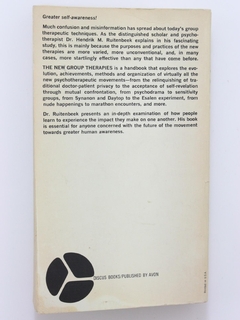 Greater self-awareness!
Much confusion and misinformation has spread about today's group
therapeutic techniques. As the distinguished scholar and psycho-
therapist Dr. Hendrik M. Ruitenbeek explains in his fascinating
study, this is mainly because the purposes and practices of the new
therapies are more varied, more unconventional, and, in many
cases, more startlingly effective than any that have come before.
THE NEW GROUP THERAPIES is a handbook that explores the evo-
lution, achievements, methods and organization of virtually all the
new psychotherapeutic movements—from the relinquishing of tra-
ditional doctor-patient privacy to the acceptance of self-revelation
through mutual confrontation, from psychodrama to sensitivity
groups, from Synanon and Daytop to the Esalen experiment, from
nude happenings to marathon encounters, and more.
Dr. Ruitenbeek presents an in-depth examination of how people
learn to experience the impact they make on one another. His book
is essential for anyone concerned with the future of the movement
towards greater human awareness.
DISCUS BOOKS/PUBLISHED BY AVON